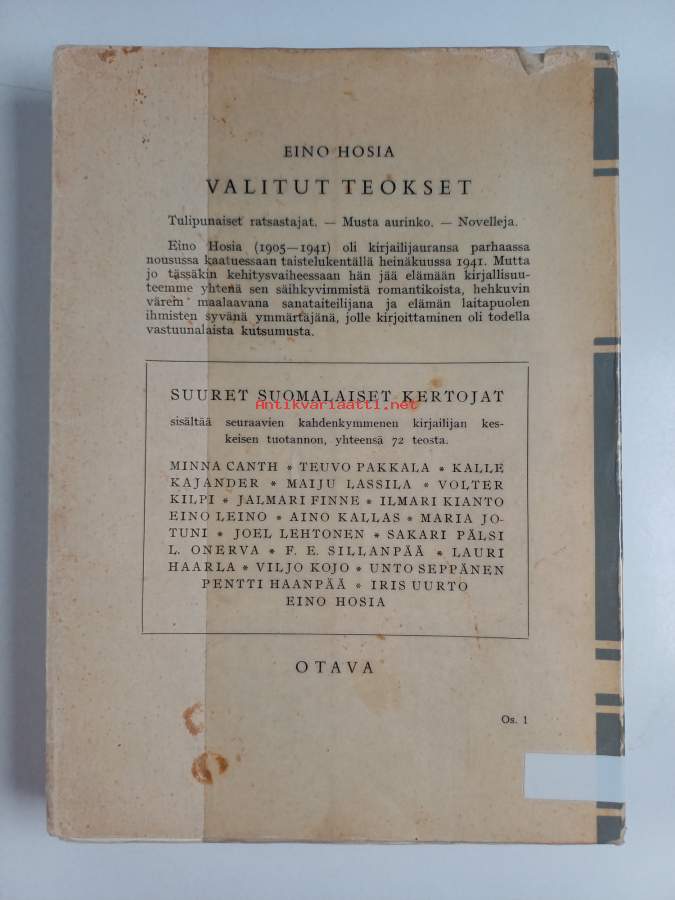 EINO HOSIA
VALITUT TEOKSET
Tulipunaiset ratsastajat. — Musta aurinko. — Novelleja.
Eino Hosia (1905—1941) oli kirjailijauransa parhaassa
nousussa kaatuessaan taistelukentällä heinäkuussa 1941. Mutta
jo tässäkin kehitysvaiheessaan hän jää elämään kirjallisuu-
teemme yhtenä sen säihkyvimmistä romantikoista, hehkuvin
värein maalaavana sanataiteilijana ja elämän laitapuolen
ihmisten syvänä ymmärtäjänä, jolle kirjoittaminen oli todella
vastuunalaista kutsumusta.
SUURET SUOMALAISET KERTOJAT
Antikvariaatti.net
sisältää seuraavien kahdenkymmenen kirjailijan kes-
keisen tuotannon, yhteensä 72 teosta:
MINNA CANTH * TEUVO PAKKALA * KALLE
KAJANDER * MAIJU LASSILA * VOLTER
KILPI * JALMARI FINNE * ILMARI KIANTO
EINO LEINO * AINO KALLAS * MARIA JO-
TUNI * JOEL LEHTONEN * SAKARI PÄLSI
L. ONERVA * F. E. SILLANPÄÄ * LAURI
HAARLA * VILJO KOJO * UNTO SEPPÄNEN
PENTTI HAANPÄÄ * IRIS UURTO
EINO HOSIA
OTAVA
Os. 1